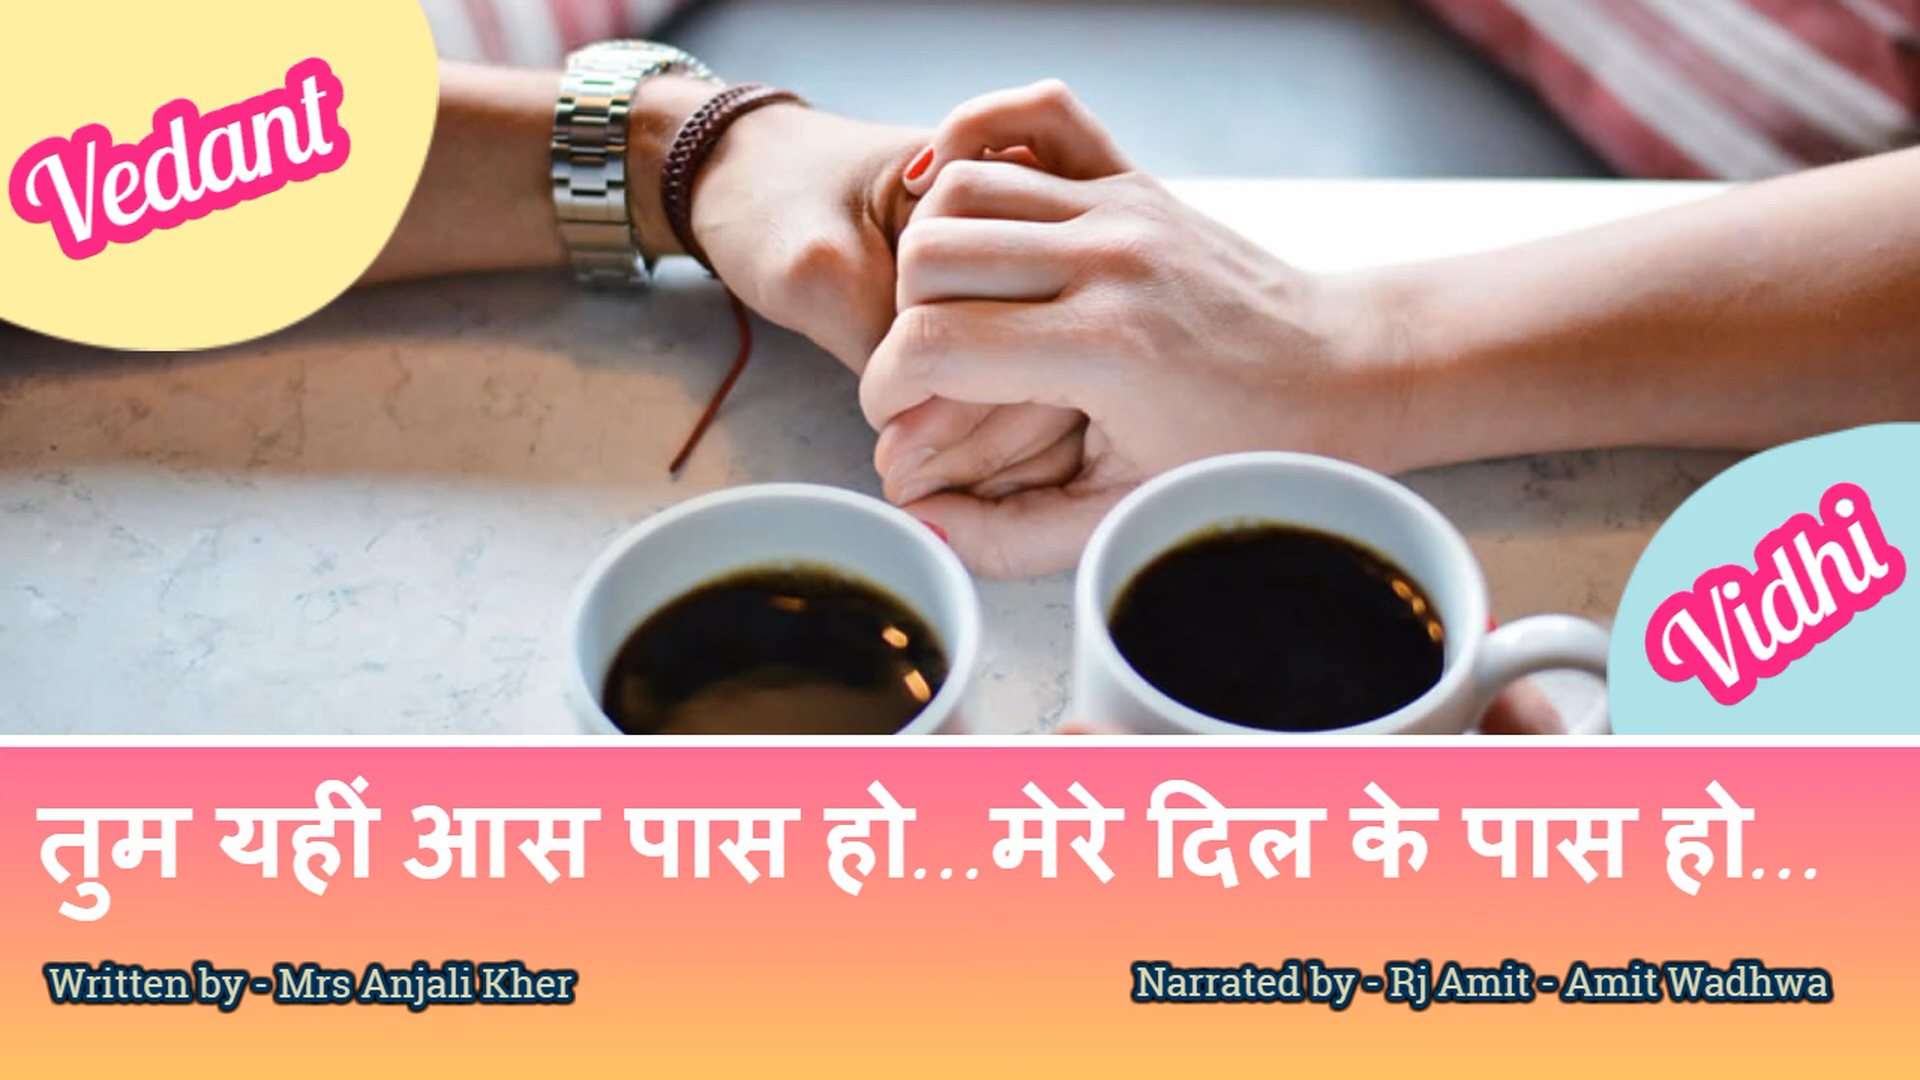 Vedant
Vidhi
तुम यहीं आस पास हो...मेरे दिल के पास हो...
Written by - Mrs Anjali Kher
Narrated by - Rj Amit - Amit Wadhwa